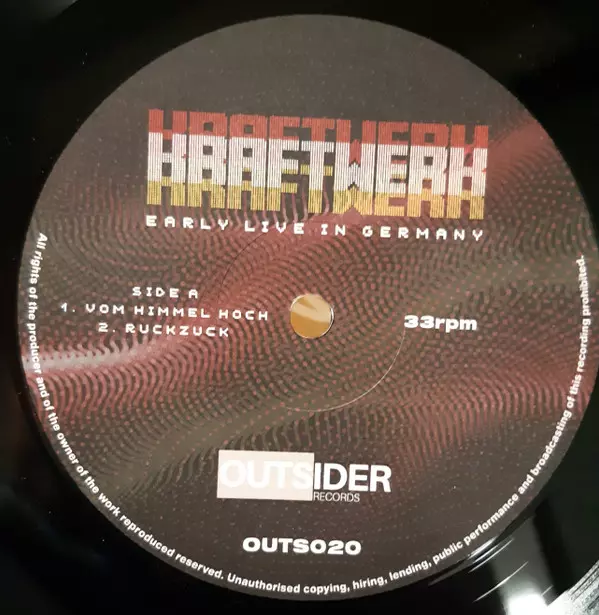 KRAFTWERK
KRAFTWERK
KRAFTWERK
EARLY LIVE IN GERMANY
SIDE A
1. VOM HIMMEL HOCH
2. RUCKZUCK
33rpm
OUTSIDER
RECORDS
OUTS020
All rights of the producer and of the owner of the work reproduced reserved. Unauthorised copying, hiring, lending, public performance and broadcasting of this recording prohibited.